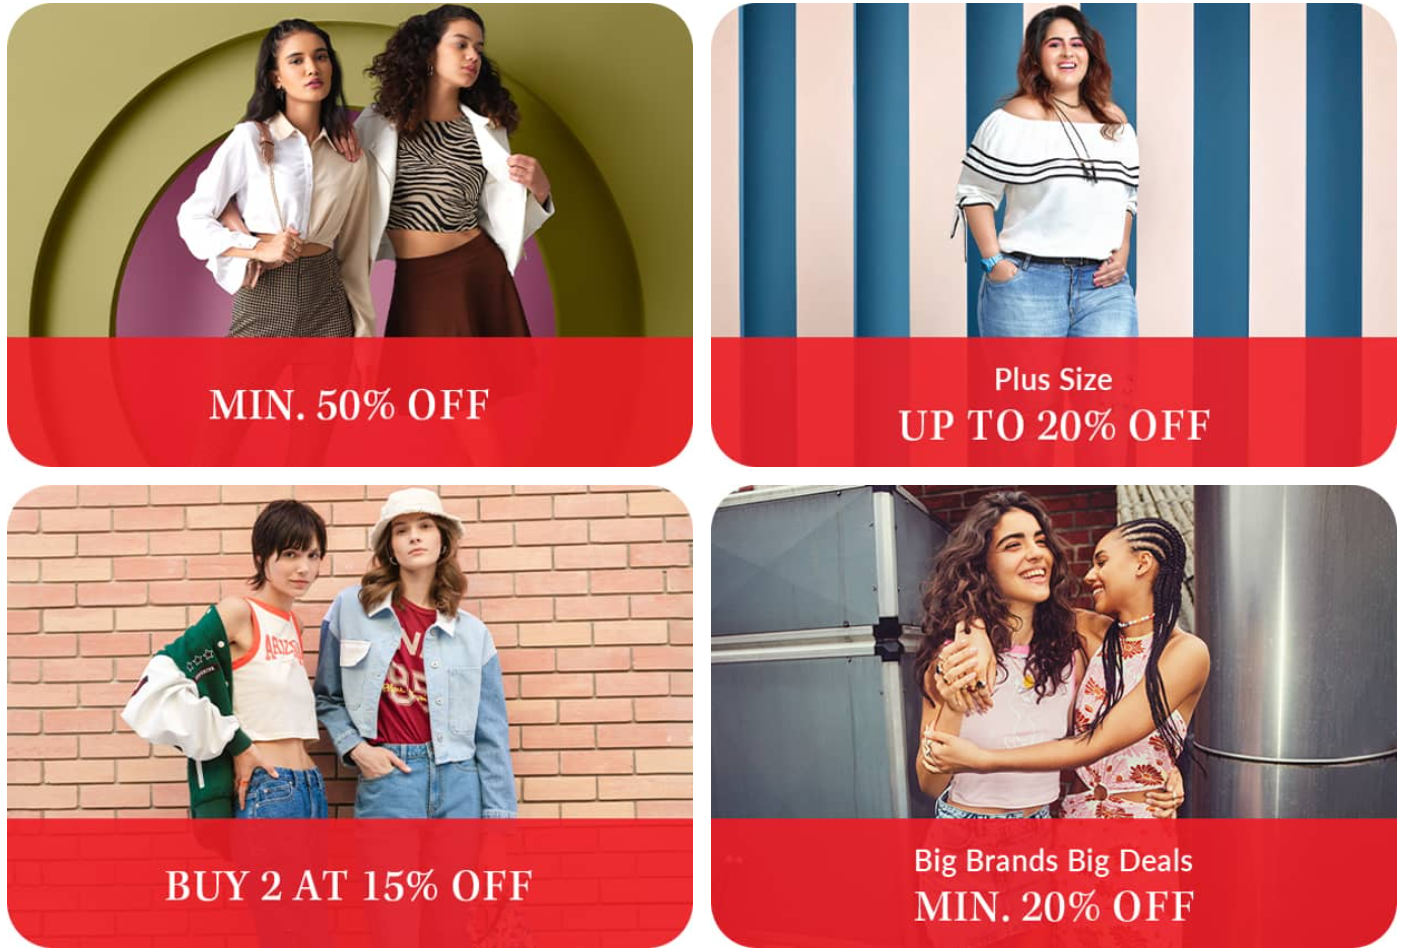 MIN. 50% OFF
Plus Size
UP TO 20% OFF
BUY 2 AT 15% OFF
Big Brands Big Deals
MIN. 20% OFF